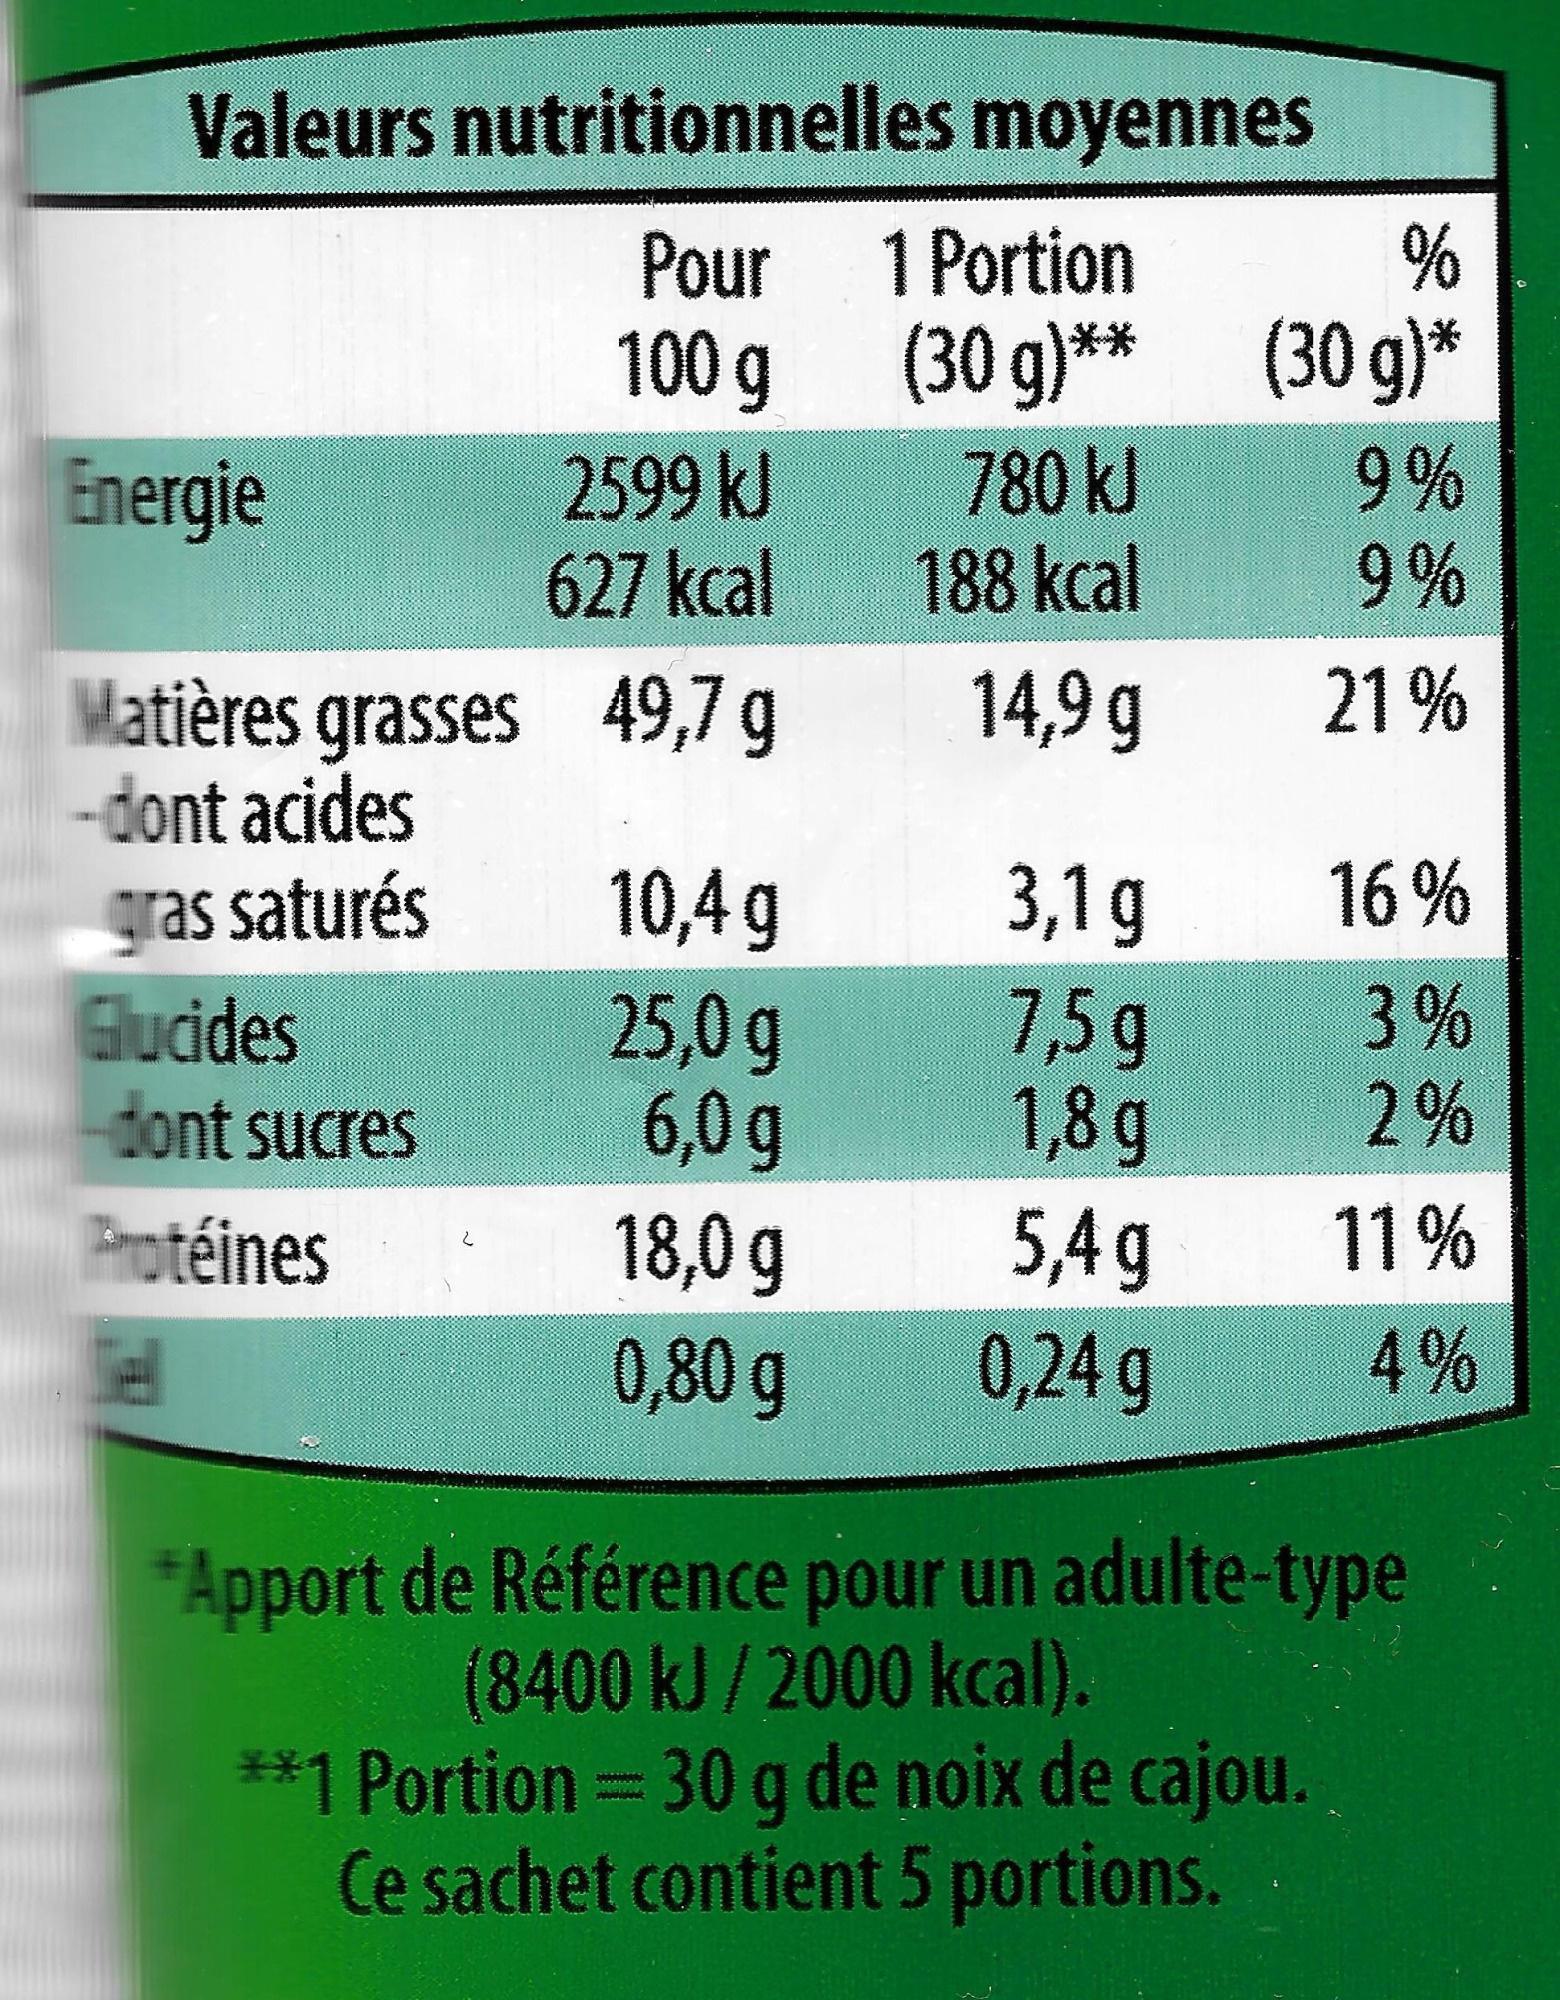 Valeurs nutritionnelles moyennes
Pour 1 Portion %
100 g (30 g)** (30 g)*
Energie 2599 kJ 780 kJ 9 %
627 kcal 188 kcal 9 %
Matières grasses 49,7 g 14,9 g 21 %
-dont acides
gras saturés 10,4 g 3,1 g 16 %
Glucides 25,0 g 7,5 g 3 %
-dont sucres 6,0 g 1,8 g 2 %
Protéines 18,0 g 5,4 g 11 %
Sel 0,80 g 0,24 g 4 %
*Apport de Référence pour un adulte-type
(8400 kJ / 2000 kcal).
**1 Portion = 30 g de noix de cajou.
Ce sachet contient 5 portions.